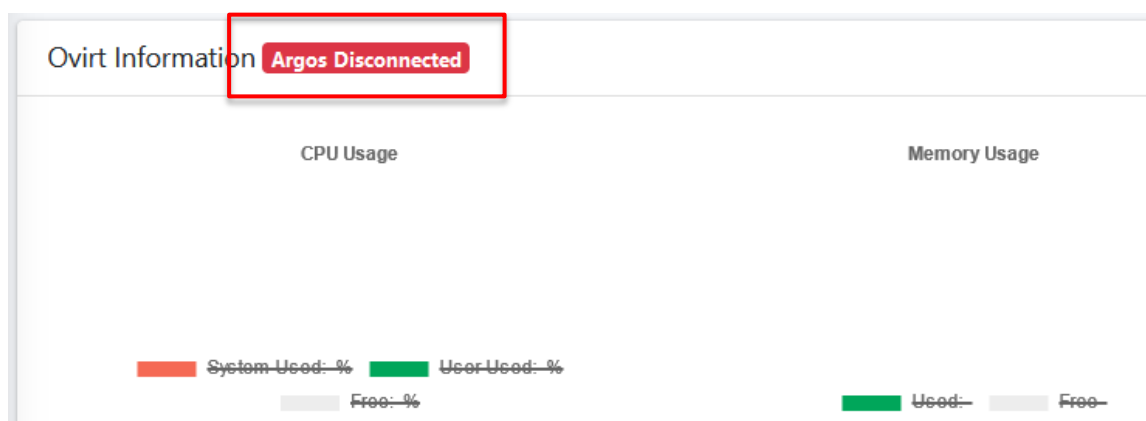 Ovirt Information Argos Disconnected
CPU Usage
Memory Usage
System Used: % User Used: %
Free: %
Used: - Free -